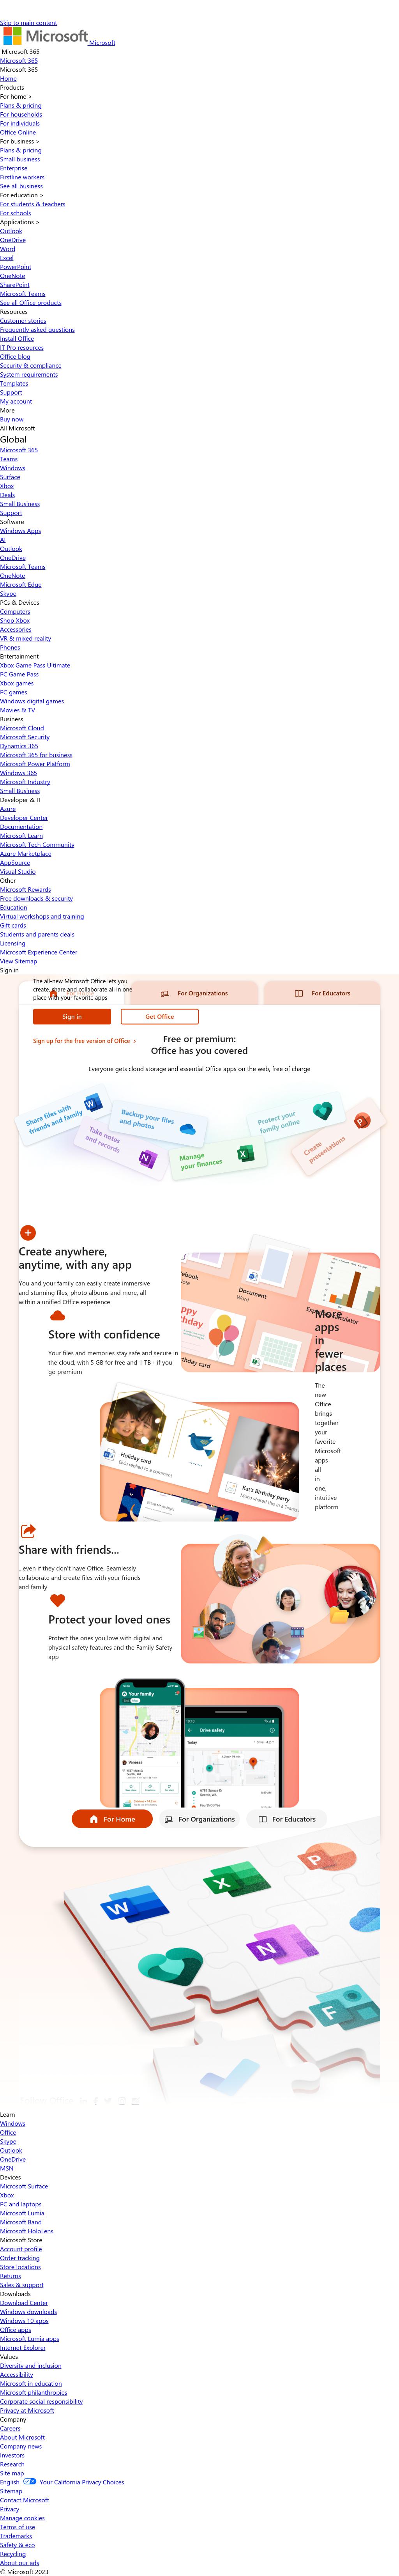 Skip to main content
Microsoft Microsoft
Microsoft 365
Microsoft 365
Microsoft 365
Home
Products
For home >
Plans & pricing
For households
For individuals
Office Online
For business >
Plans & pricing
Small business
Enterprise
Firstline workers
See all business
For education >
For students & teachers
For schools
Applications >
Outlook
OneDrive
Word
Excel
PowerPoint
OneNote
SharePoint
Microsoft Teams
See all Office products
Resources
Customer stories
Frequently asked questions
Install Office
IT Pro resources
Office blog
Security & compliance
System requirements
Templates
Support
My account
More
Buy now
All Microsoft
Global
Microsoft 365
Teams
Windows
Surface
Xbox
Deals
Small Business
Support
Software
Windows Apps
AI
Outlook
OneDrive
Microsoft Teams
OneNote
Microsoft Edge
Skype
PCs & Devices
Computers
Shop Xbox
Accessories
VR & mixed reality
Phones
Entertainment
Xbox Game Pass Ultimate
PC Game Pass
Xbox games
PC games
Windows digital games
Movies & TV
Business
Microsoft Cloud
Microsoft Security
Dynamics 365
Microsoft 365 for business
Microsoft Power Platform
Windows 365
Microsoft Industry
Small Business
Developer & IT
Azure
Developer Center
Documentation
Microsoft Learn
Microsoft Tech Community
Azure Marketplace
AppSource
Visual Studio
Other
Microsoft Rewards
Free downloads & security
Education
Virtual workshops and training
Gift cards
Students and parents deals
Licensing
Microsoft Experience Center
View Sitemap
Sign in
The all-new Microsoft Office lets you
create, share and collaborate all in one
place with your favorite apps
For Organizations
For Educators
Sign in
Get Office
Sign up for the free version of Office >
Free or premium:
Office has you covered
Everyone gets cloud storage and essential Office apps on the web, free of charge
Share files with
friends and family
Backup your files
and photos
Protect your
family online
Take notes
and records
Manage
your finances
Create
presentations
Create anywhere,
anytime, with any app
You and your family can easily create immersive
and stunning files, photo albums and more, all
within a unified Office experience
Document
Word
Store with confidence
Your files and memories stay safe and secure in
the cloud, with 5 GB for free and 1 TB+ if you
go premium
More
apps
in
fewer
places
The
new
Office
brings
together
your
favorite
Microsoft
apps
all
in
one,
intuitive
platform
Holiday card
Elvia replied to a comment
Kat's Birthday party
Share with friends...
...even if they don't have Office. Seamlessly
collaborate and create files with your friends
and family
Protect your loved ones
Protect the ones you love with digital and
physical safety features and the Family Safety
app
Your family
Drive safety
Today
Vanessa
For Home
For Organizations
For Educators
Learn
Windows
Office
Skype
Outlook
OneDrive
MSN
Devices
Microsoft Surface
Xbox
PC and laptops
Microsoft Lumia
Microsoft Band
Microsoft HoloLens
Microsoft Store
Account profile
Order tracking
Store locations
Returns
Sales & support
Downloads
Download Center
Windows downloads
Windows 10 apps
Office apps
Microsoft Lumia apps
Internet Explorer
Values
Diversity and inclusion
Accessibility
Microsoft in education
Microsoft philanthropies
Corporate social responsibility
Privacy at Microsoft
Company
Careers
About Microsoft
Company news
Investors
Research
Site map
English Your California Privacy Choices
Sitemap
Contact Microsoft
Privacy
Manage cookies
Terms of use
Trademarks
Safety & eco
Recycling
About our ads
© Microsoft 2023